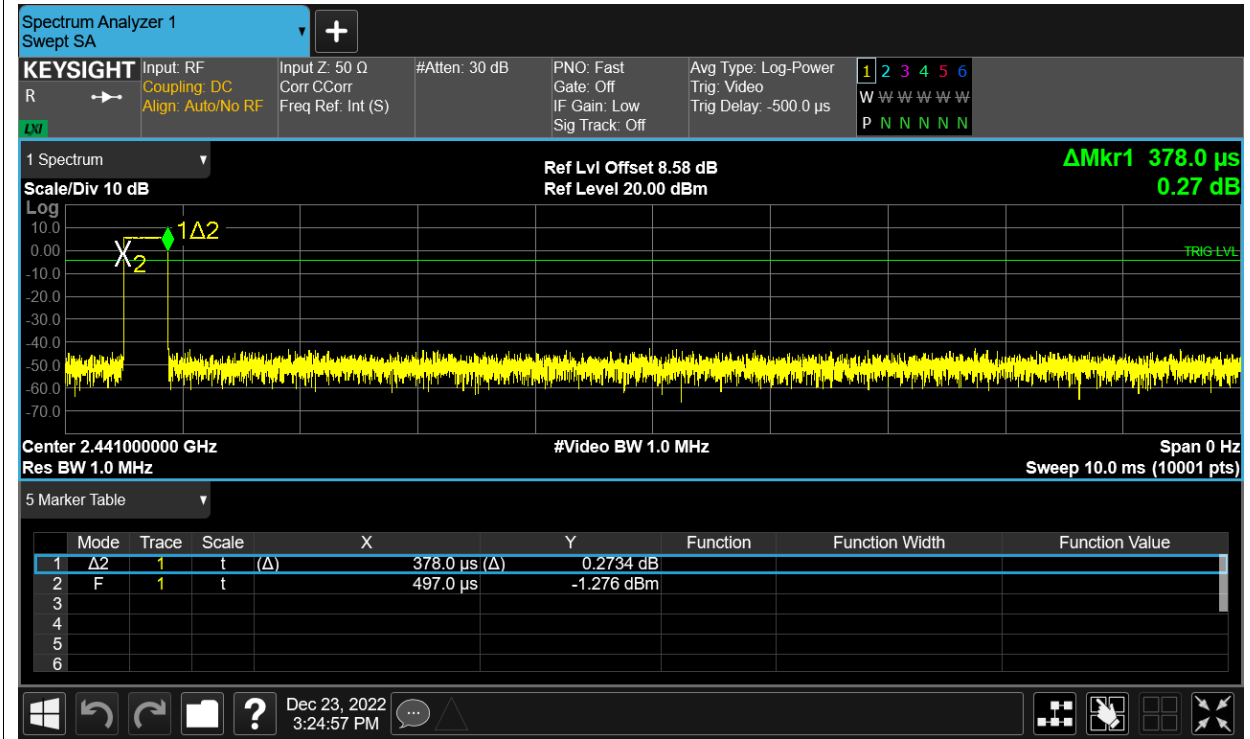 Spectrum Analyzer 1
Swept SA
KEYSIGHT
R
LXI
Input: RF
Coupling: DC
Align: Auto/No RF
Input Z: 50 Ω
Corr CCorr
Freq Ref: Int (S)
#Atten: 30 dB
PNO: Fast
Gate: Off
IF Gain: Low
Sig Track: Off
Avg Type: Log-Power
Trig: Video
Trig Delay: -500.0 µs
1 2 3 4 5 6
W W W W W W
P N N N N N
1 Spectrum
Scale/Div 10 dB
Ref Lvl Offset 8.58 dB
Ref Level 20.00 dBm
ΔMkr1 378.0 µs
0.27 dB
Log
10.0
0.00
-10.0
-20.0
-30.0
-40.0
-50.0
-60.0
-70.0
1Δ2
X2
TRIG LVL
Center 2.441000000 GHz
Res BW 1.0 MHz
#Video BW 1.0 MHz
Span 0 Hz
Sweep 10.0 ms (10001 pts)
5 Marker Table
Mode Trace Scale X Y Function Function Width Function Value
1 Δ2 1 t (Δ) 378.0 µs (Δ) 0.2734 dB
2 F 1 t 497.0 µs -1.276 dBm
3
4
5
6
?
Dec 23, 2022
3:24:57 PM